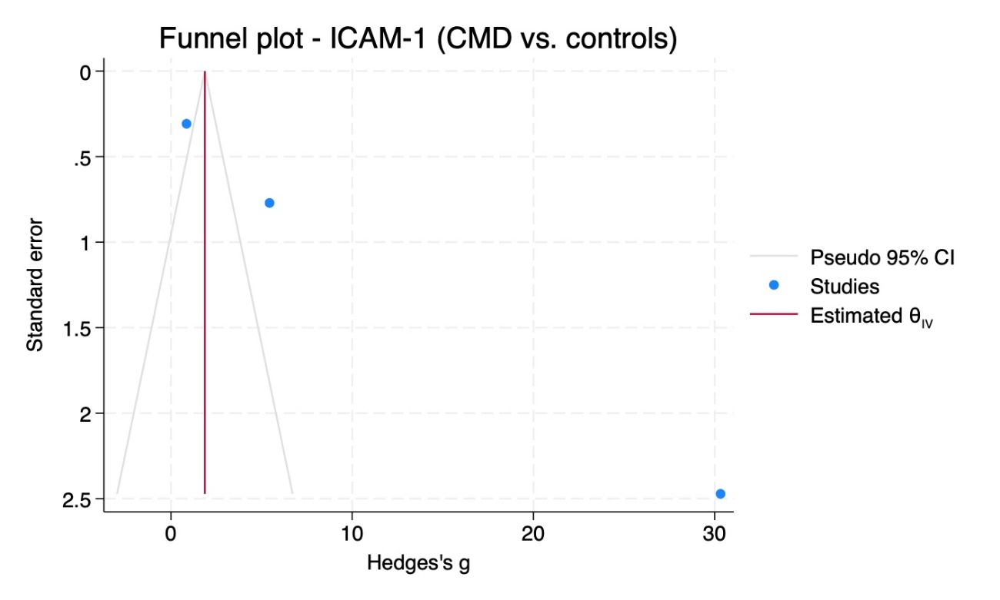 Funnel plot - ICAM-1 (CMD vs. controls)
0
.5
1
1.5
2
2.5
Standard error
0 10 20 30
Hedges's g
Pseudo 95% CI
Studies
Estimated θIV